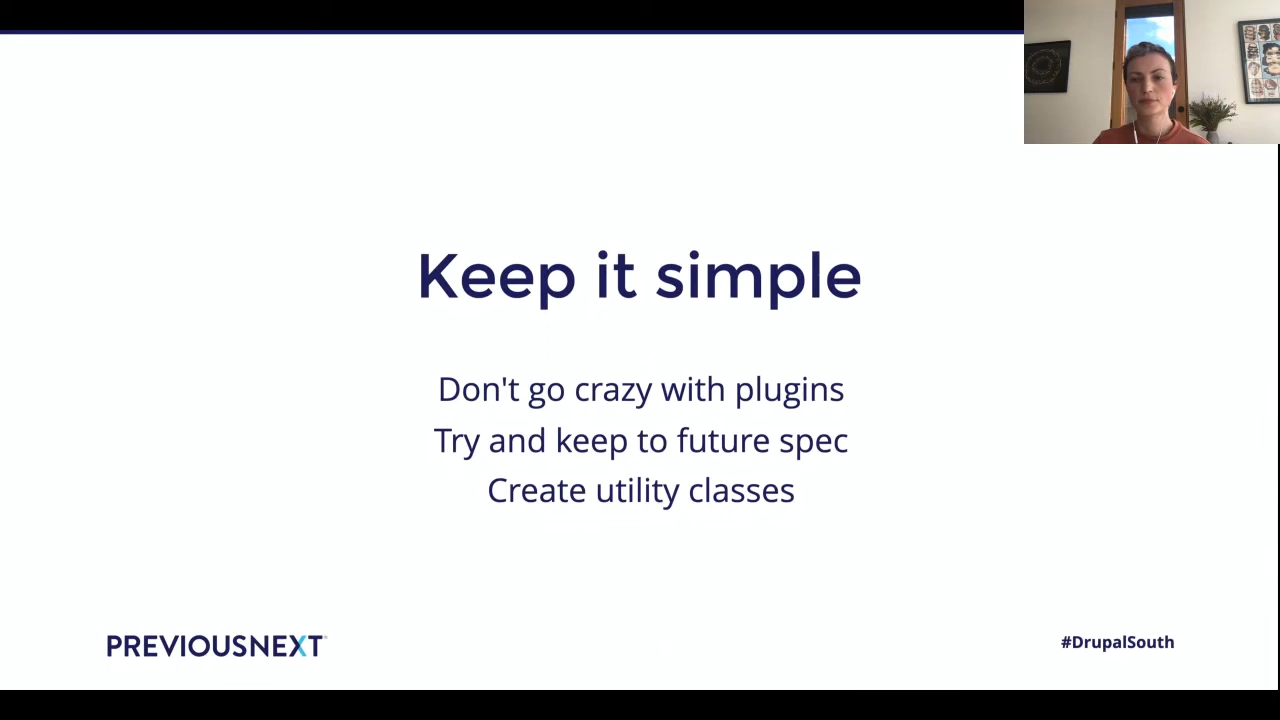 Keep it simple
Don't go crazy with plugins
Try and keep to future spec
Create utility classes
PREVIOUSNEXT
#DrupalSouth